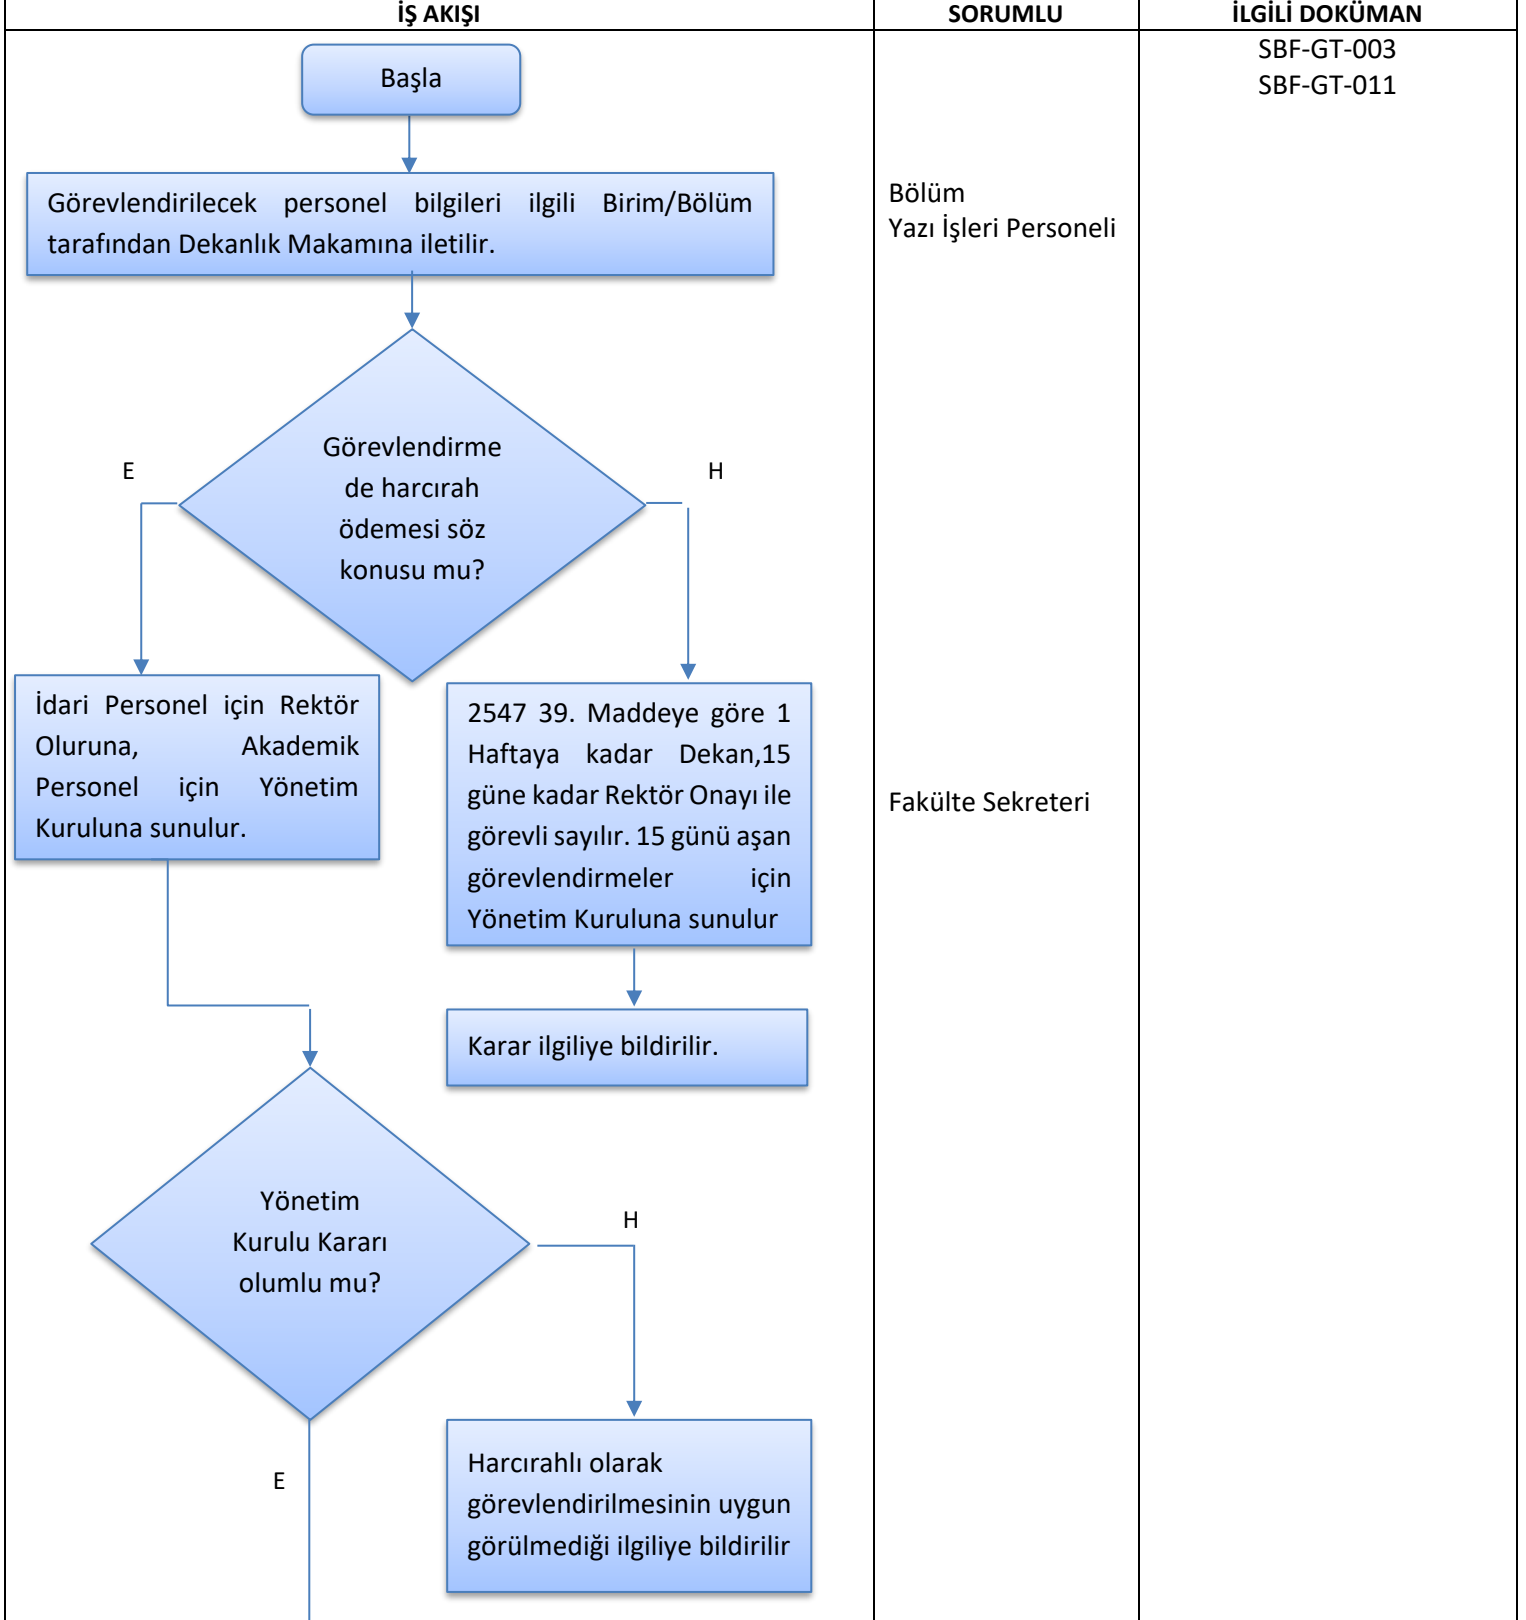 İŞ AKIŞI
SORUMLU
İLGİLİ DOKÜMAN
SBF-GT-003
SBF-GT-011
Başla
Görevlendirilecek personel bilgileri ilgili Birim/Bölüm
tarafından Dekanlık Makamına iletilir.
Bölüm
Yazı İşleri Personeli
Görevlendirme
de harcırah
ödemesi söz
konusu mu?
E
H
İdari Personel için Rektör
Oluruna, Akademik
Personel için Yönetim
Kuruluna sunulur.
2547 39. Maddeye göre 1
Haftaya kadar Dekan,15
güne kadar Rektör Onayı ile
görevli sayılır. 15 günü aşan
görevlendirmeler için
Yönetim Kuruluna sunulur
Fakülte Sekreteri
Karar ilgiliye bildirilir.
Yönetim
Kurulu Kararı
olumlu mu?
H
E
Harcırahlı olarak
görevlendirilmesinin uygun
görülmediği ilgiliye bildirilir